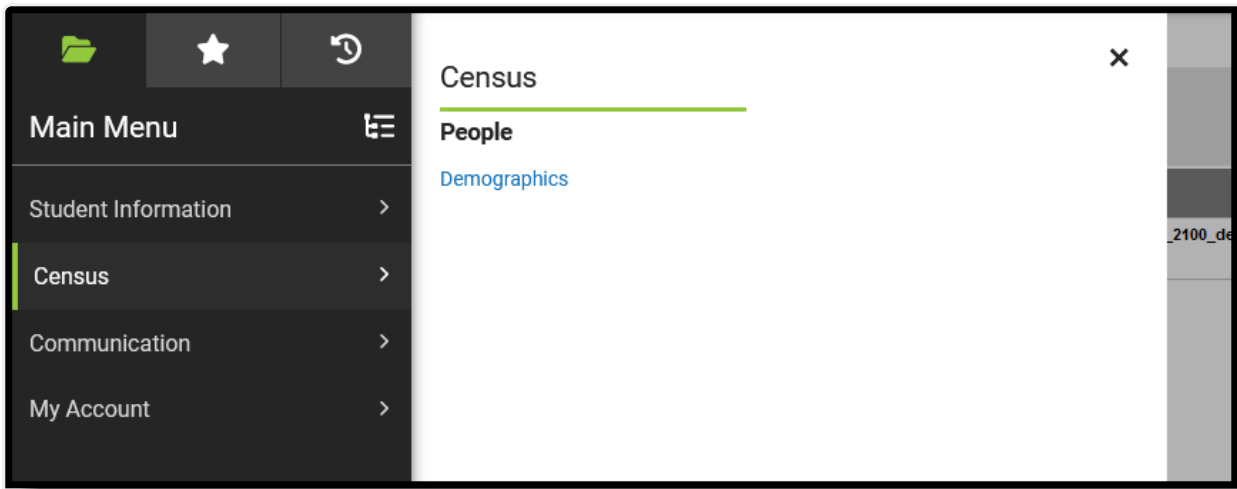 Main Menu
Student Information
Census
Communication
My Account
Census
People
Demographics
_2100_de